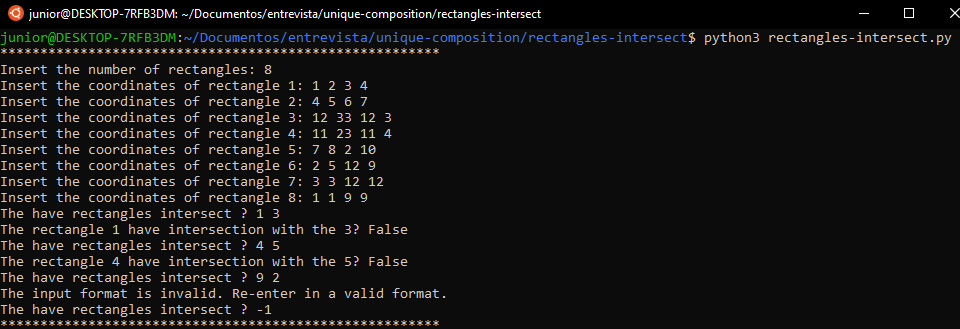 junior@DESKTOP-7RFB3DM: ~/Documentos/entrevista/unique-composition/rectangles-intersect
junior@DESKTOP-7RFB3DM:~/Documentos/entrevista/unique-composition/rectangles-intersect$ python3 rectangles-intersect.py
*******************************************************
Insert the number of rectangles: 8
Insert the coordinates of rectangle 1: 1 2 3 4
Insert the coordinates of rectangle 2: 4 5 6 7
Insert the coordinates of rectangle 3: 12 33 12 3
Insert the coordinates of rectangle 4: 11 23 11 4
Insert the coordinates of rectangle 5: 7 8 2 10
Insert the coordinates of rectangle 6: 2 5 12 9
Insert the coordinates of rectangle 7: 3 3 12 12
Insert the coordinates of rectangle 8: 1 1 9 9
The have rectangles intersect ? 1 3
The rectangle 1 have intersection with the 3? False
The have rectangles intersect ? 4 5
The rectangle 4 have intersection with the 5? False
The have rectangles intersect ? 9 2
The input format is invalid. Re-enter in a valid format.
The have rectangles intersect ? -1
*******************************************************